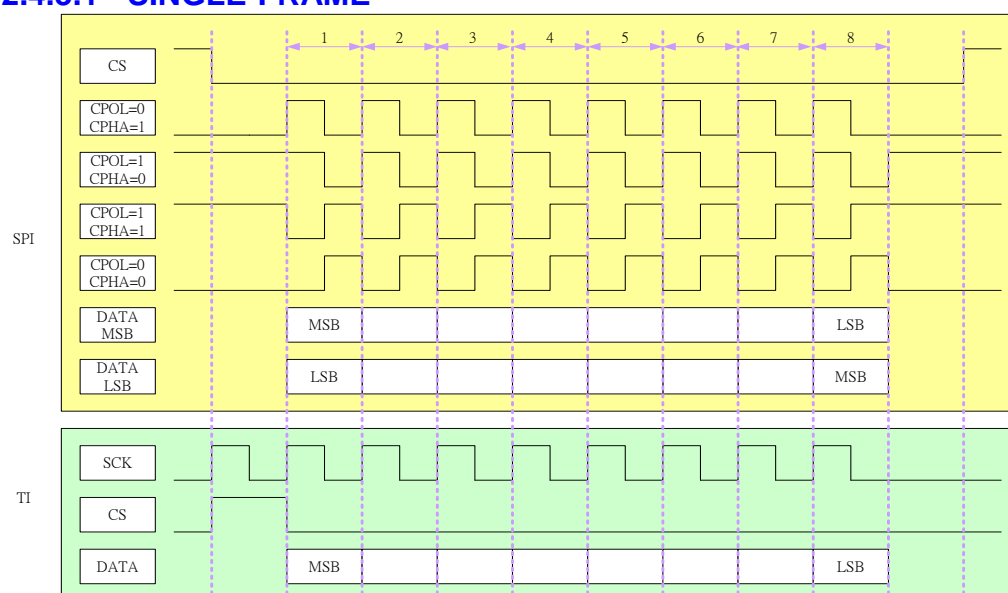 2.4.3.1 SINGLE-FRAME
1 2 3 4 5 6 7 8
CS
CPOL=0
CPHA=1
CPOL=1
CPHA=0
CPOL=1
CPHA=1
SPI
CPOL=0
CPHA=0
DATA
MSB
MSB
LSB
DATA
LSB
LSB
MSB
SCK
TI
CS
DATA
MSB
LSB